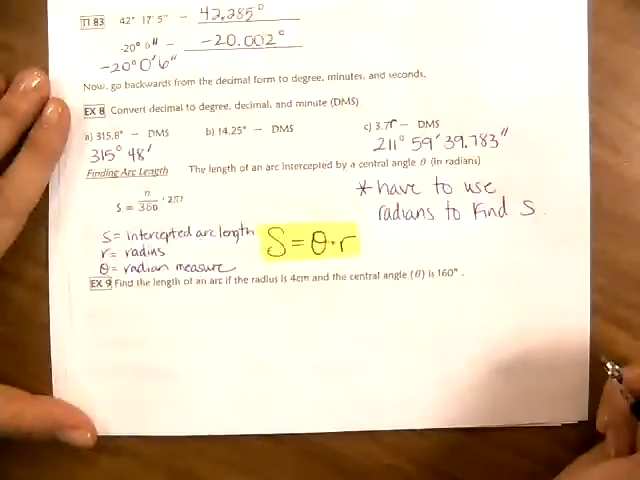 TI 83 42° 17' 5" – 42.285°
-20° 6" – -20.002°
-20° 0' 6"
Now, go backwards from the decimal form to degree, minutes, and seconds.
EX 8 Convert decimal to degree, decimal, and minute (DMS)
a) 315.8° – DMS b) 14.25° – DMS c) 3.7r – DMS
315° 48' 211° 59' 39.783"
Finding Arc Length The length of an arc intercepted by a central angle θ (in radians)
S = n/360 · 2πr
* have to use
radians to find S.
S = intercepted arc length
r = radius
θ = radian measure
S = θ · r
EX 9 Find the length of an arc if the radius is 4cm and the central angle (θ) is 160°.